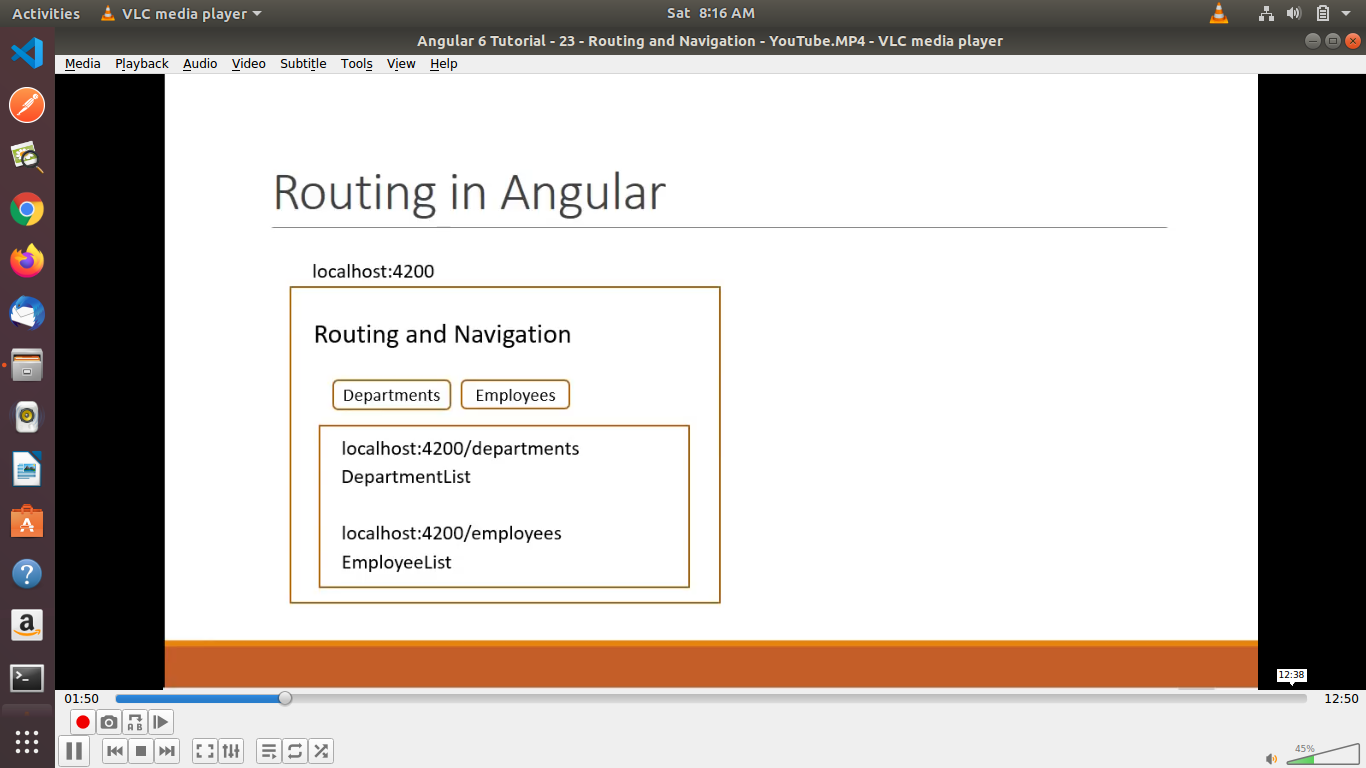 Activities VLC media player Sat 8:16 AM
Angular 6 Tutorial - 23 - Routing and Navigation - YouTube.MP4 - VLC media player
Media Playback Audio Video Subtitle Tools View Help
Routing in Angular
localhost:4200
Routing and Navigation
Departments Employees
localhost:4200/departments
DepartmentList
localhost:4200/employees
EmployeeList
12:38
01:50 12:50
A B
45%